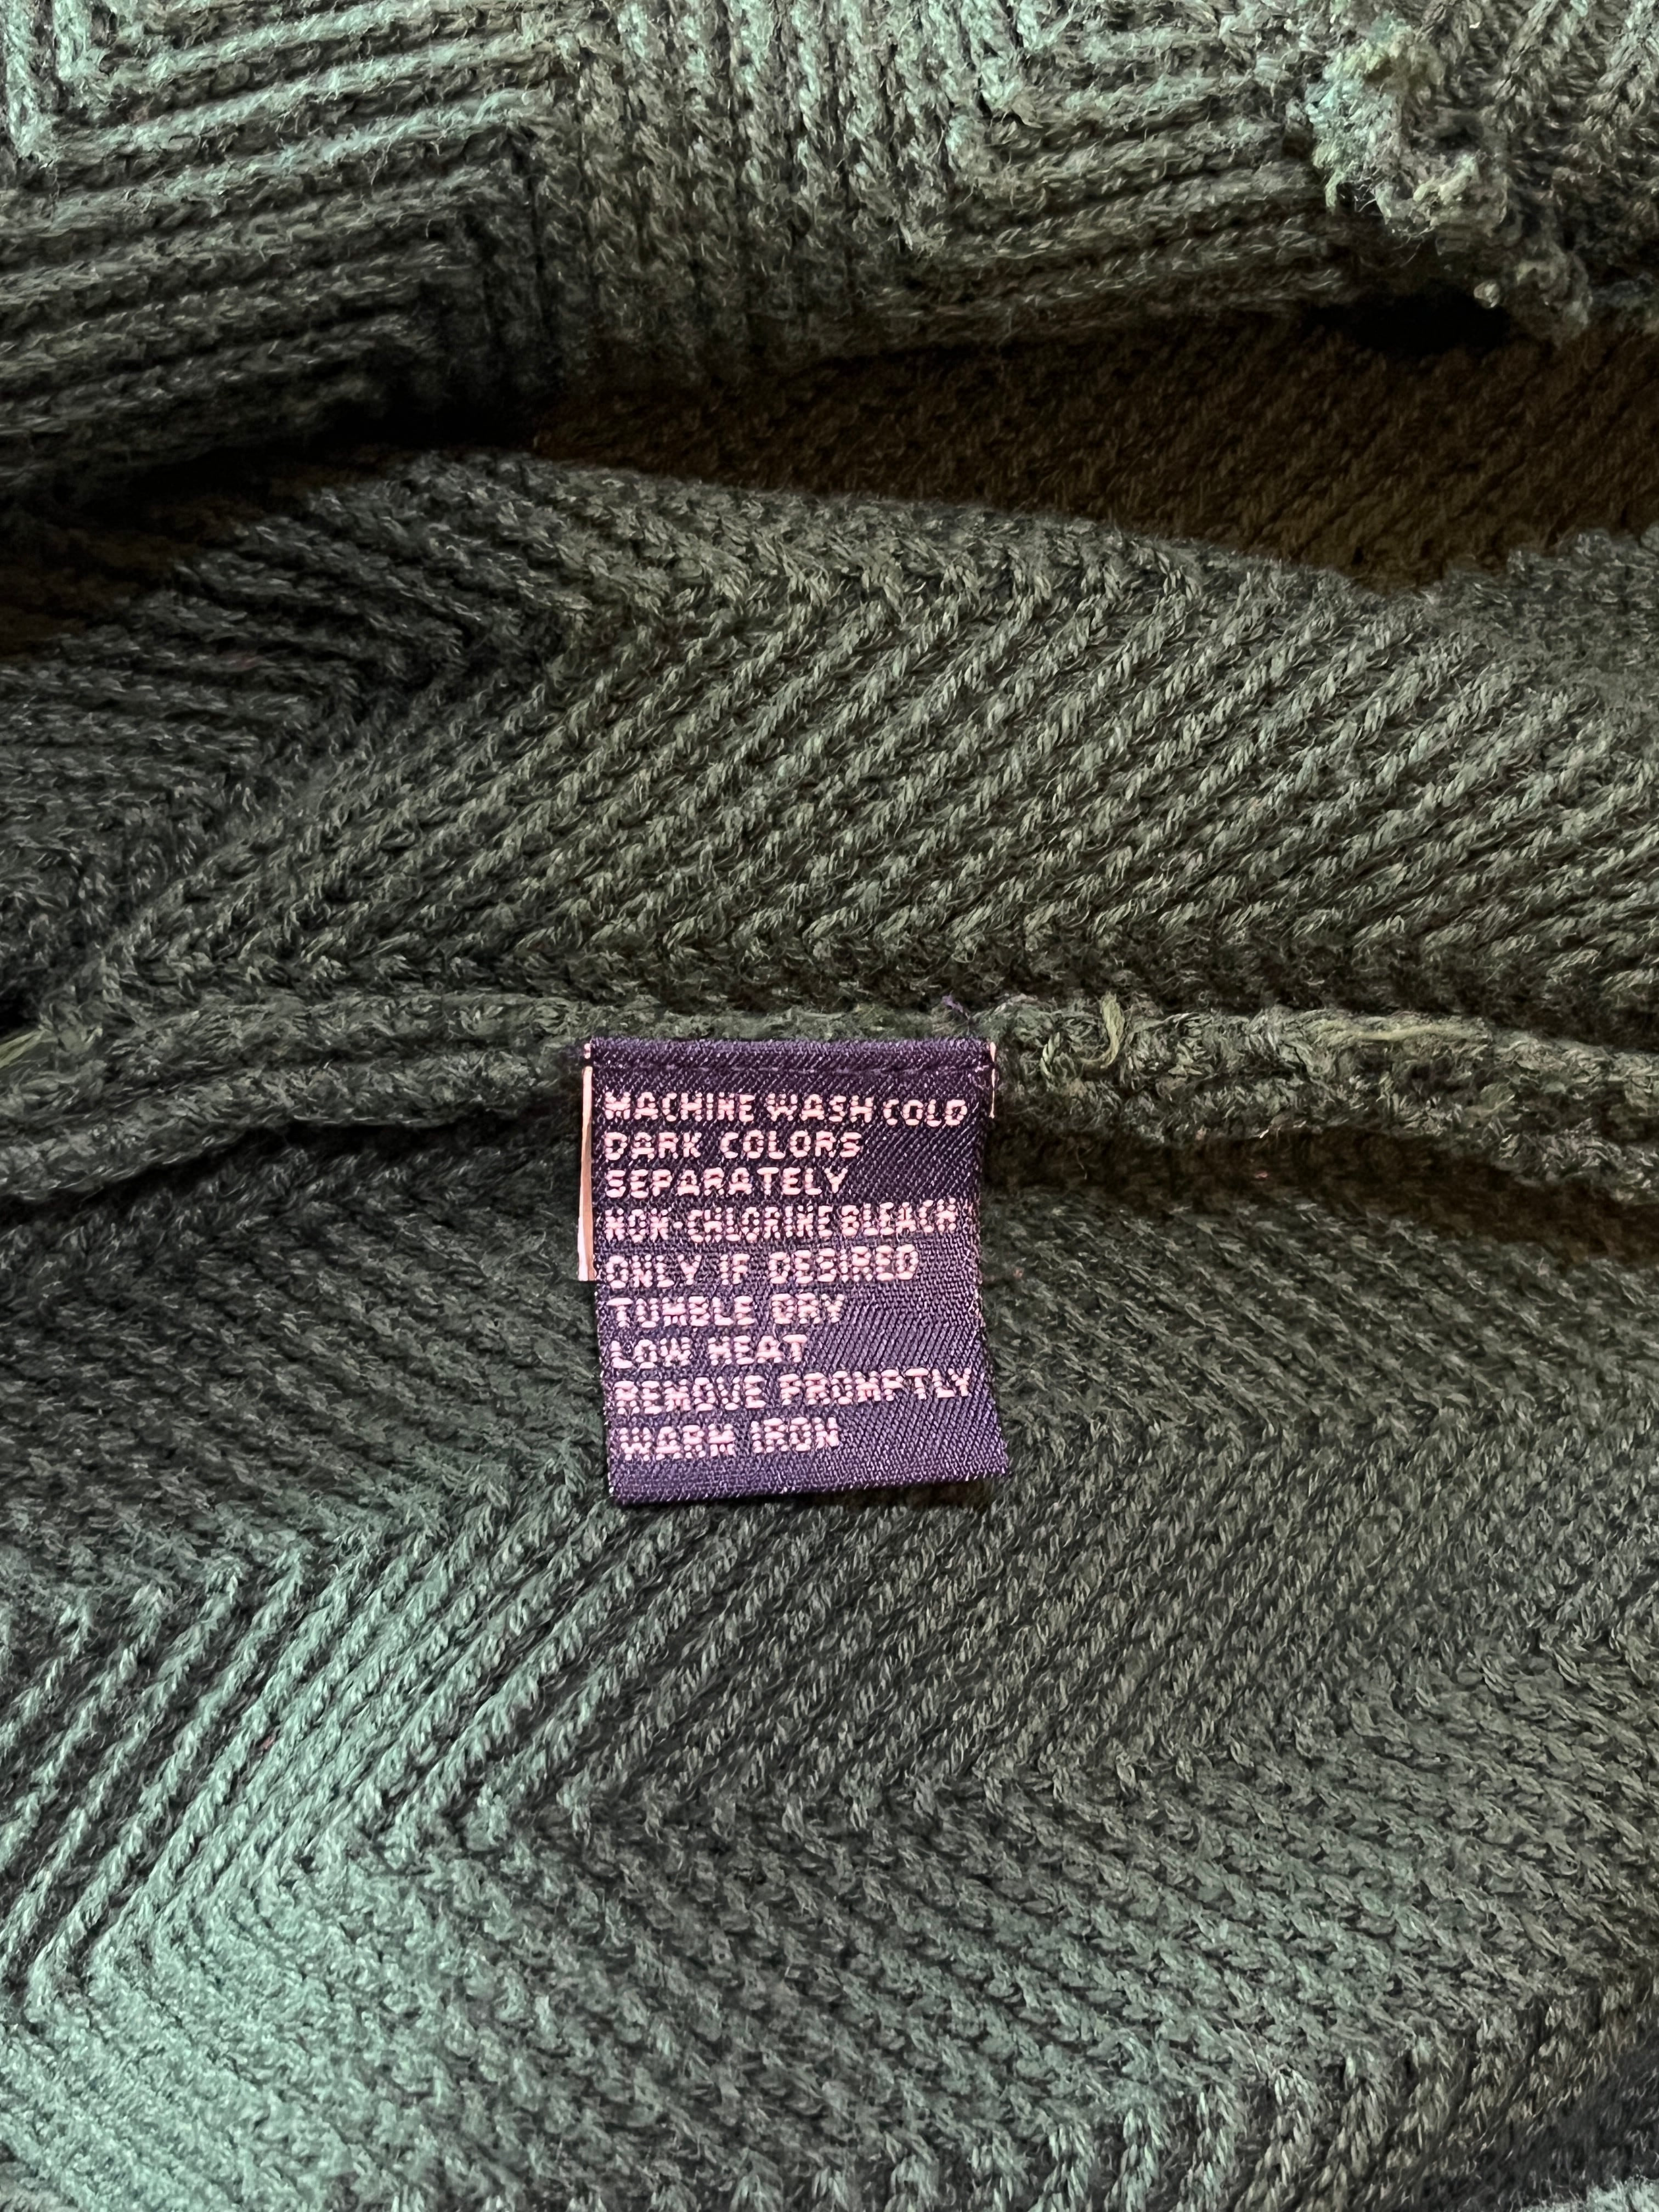 MACHINE WASH COLD
DARK COLORS
SEPARATELY
NON-CHLORINE BLEACH
ONLY IF DESIRED
TUMBLE DRY
LOW HEAT
REMOVE PROMPTLY
WARM IRON